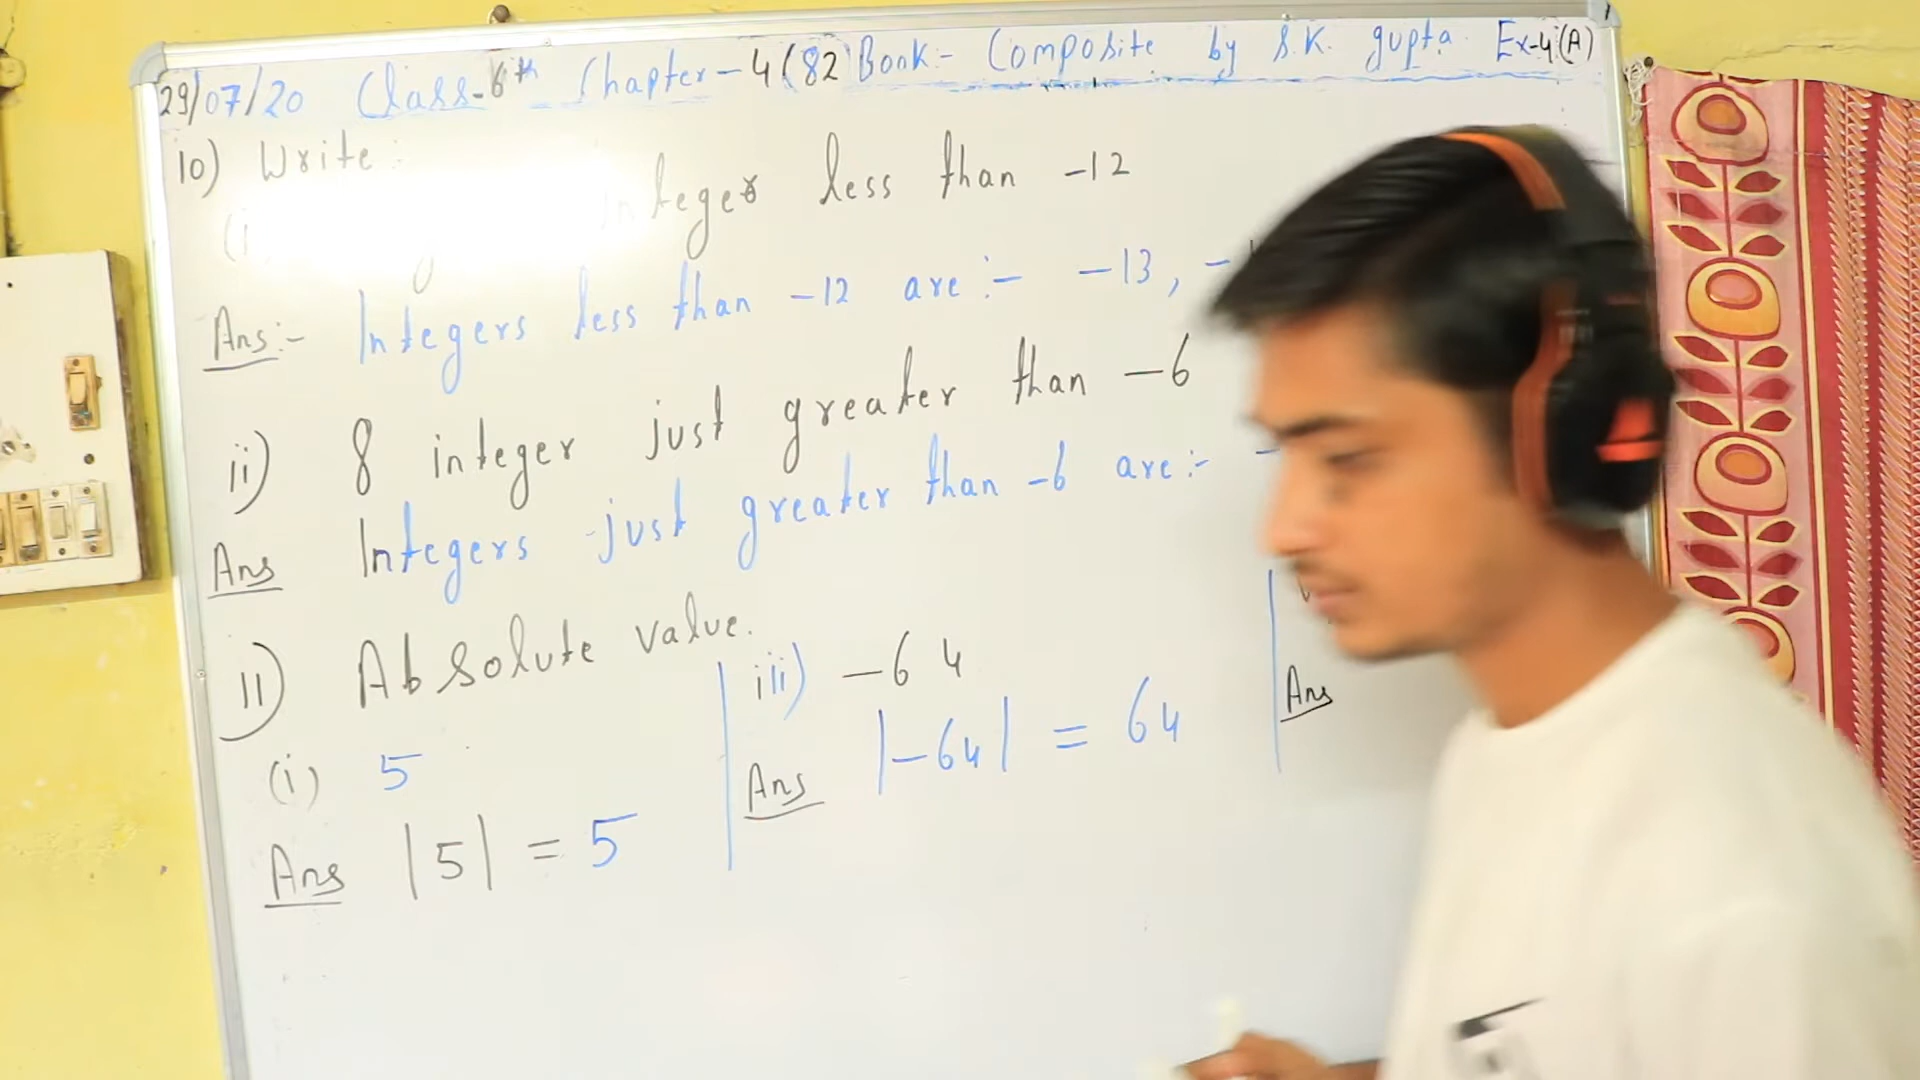 29/07/20 Class-6th Chapter-4(82) Book:- Composite by S.K. gupta Ex-4(A)
10) Write:
(i integer less than -12
Ans:- Integers less than -12 are:- -13, -
ii) 8 integer just greater than -6
Ans Integers just greater than -6 are:- -
11) Absolute value.
(i) 5
Ans |5| = 5
iii) -64
Ans |-64| = 64
Ans